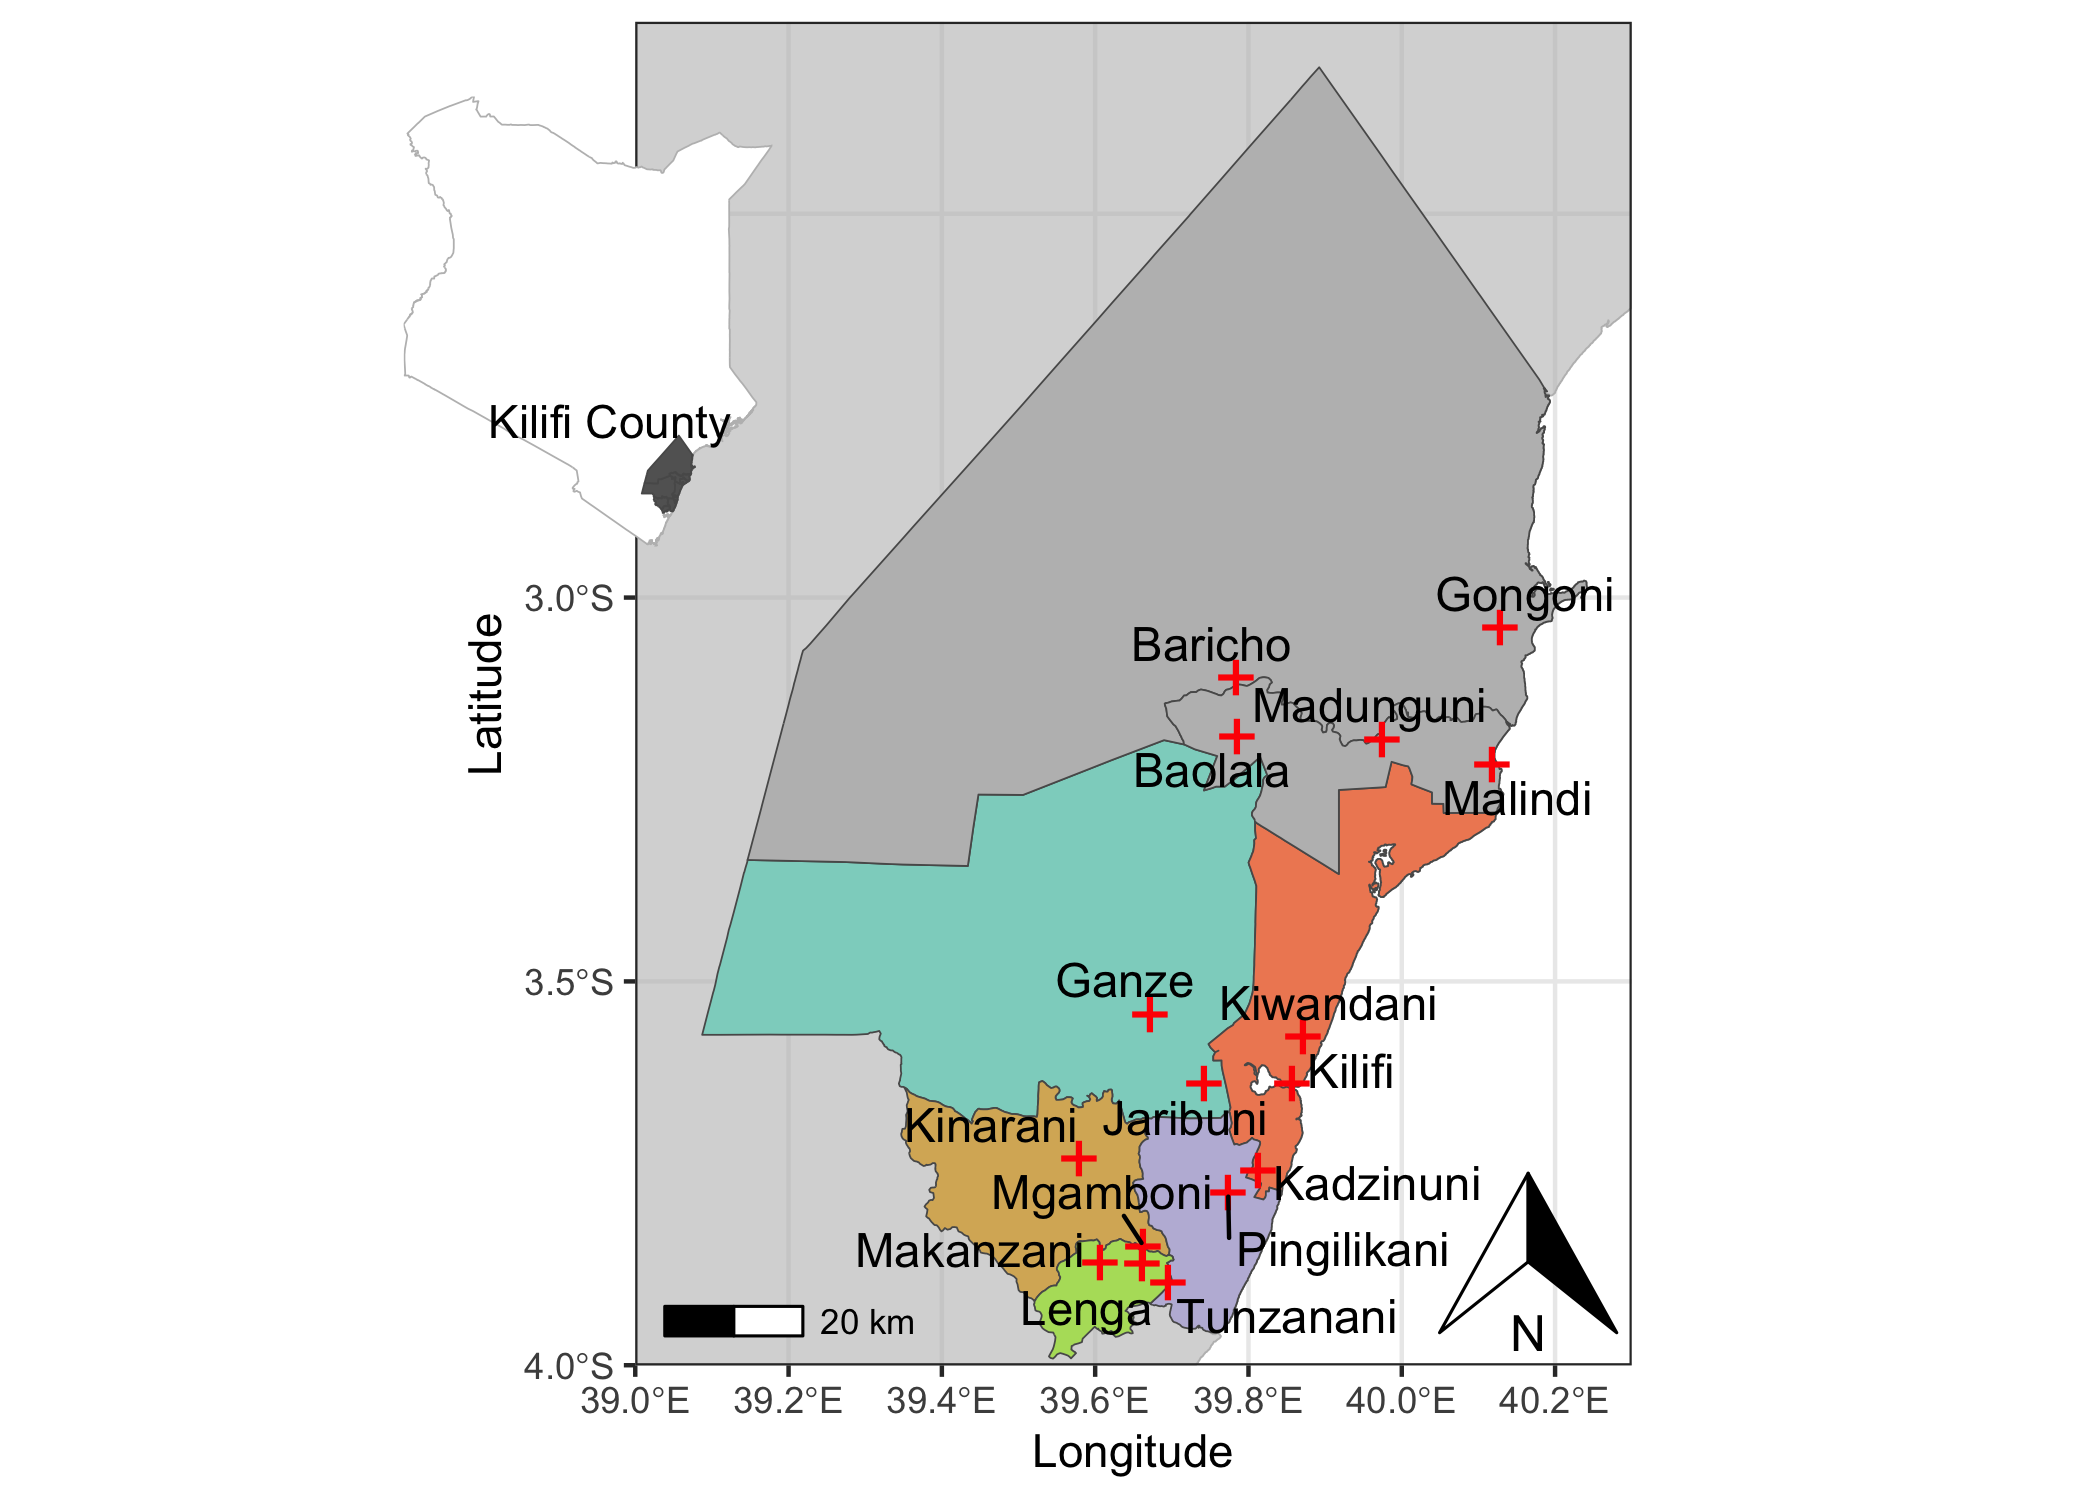 Kilifi County
Latitude
3.0°S
3.5°S
4.0°S
Gongoni
Baricho
Madunguni
Baolala
Malindi
Ganze
Kiwandani
Kilifi
Jaribuni
Kinarani
Kadzinuni
Mgamboni
Pingilikani
Makanzani
Lenga
Tunzanani
20 km
N
39.0°E 39.2°E 39.4°E 39.6°E 39.8°E 40.0°E 40.2°E
Longitude